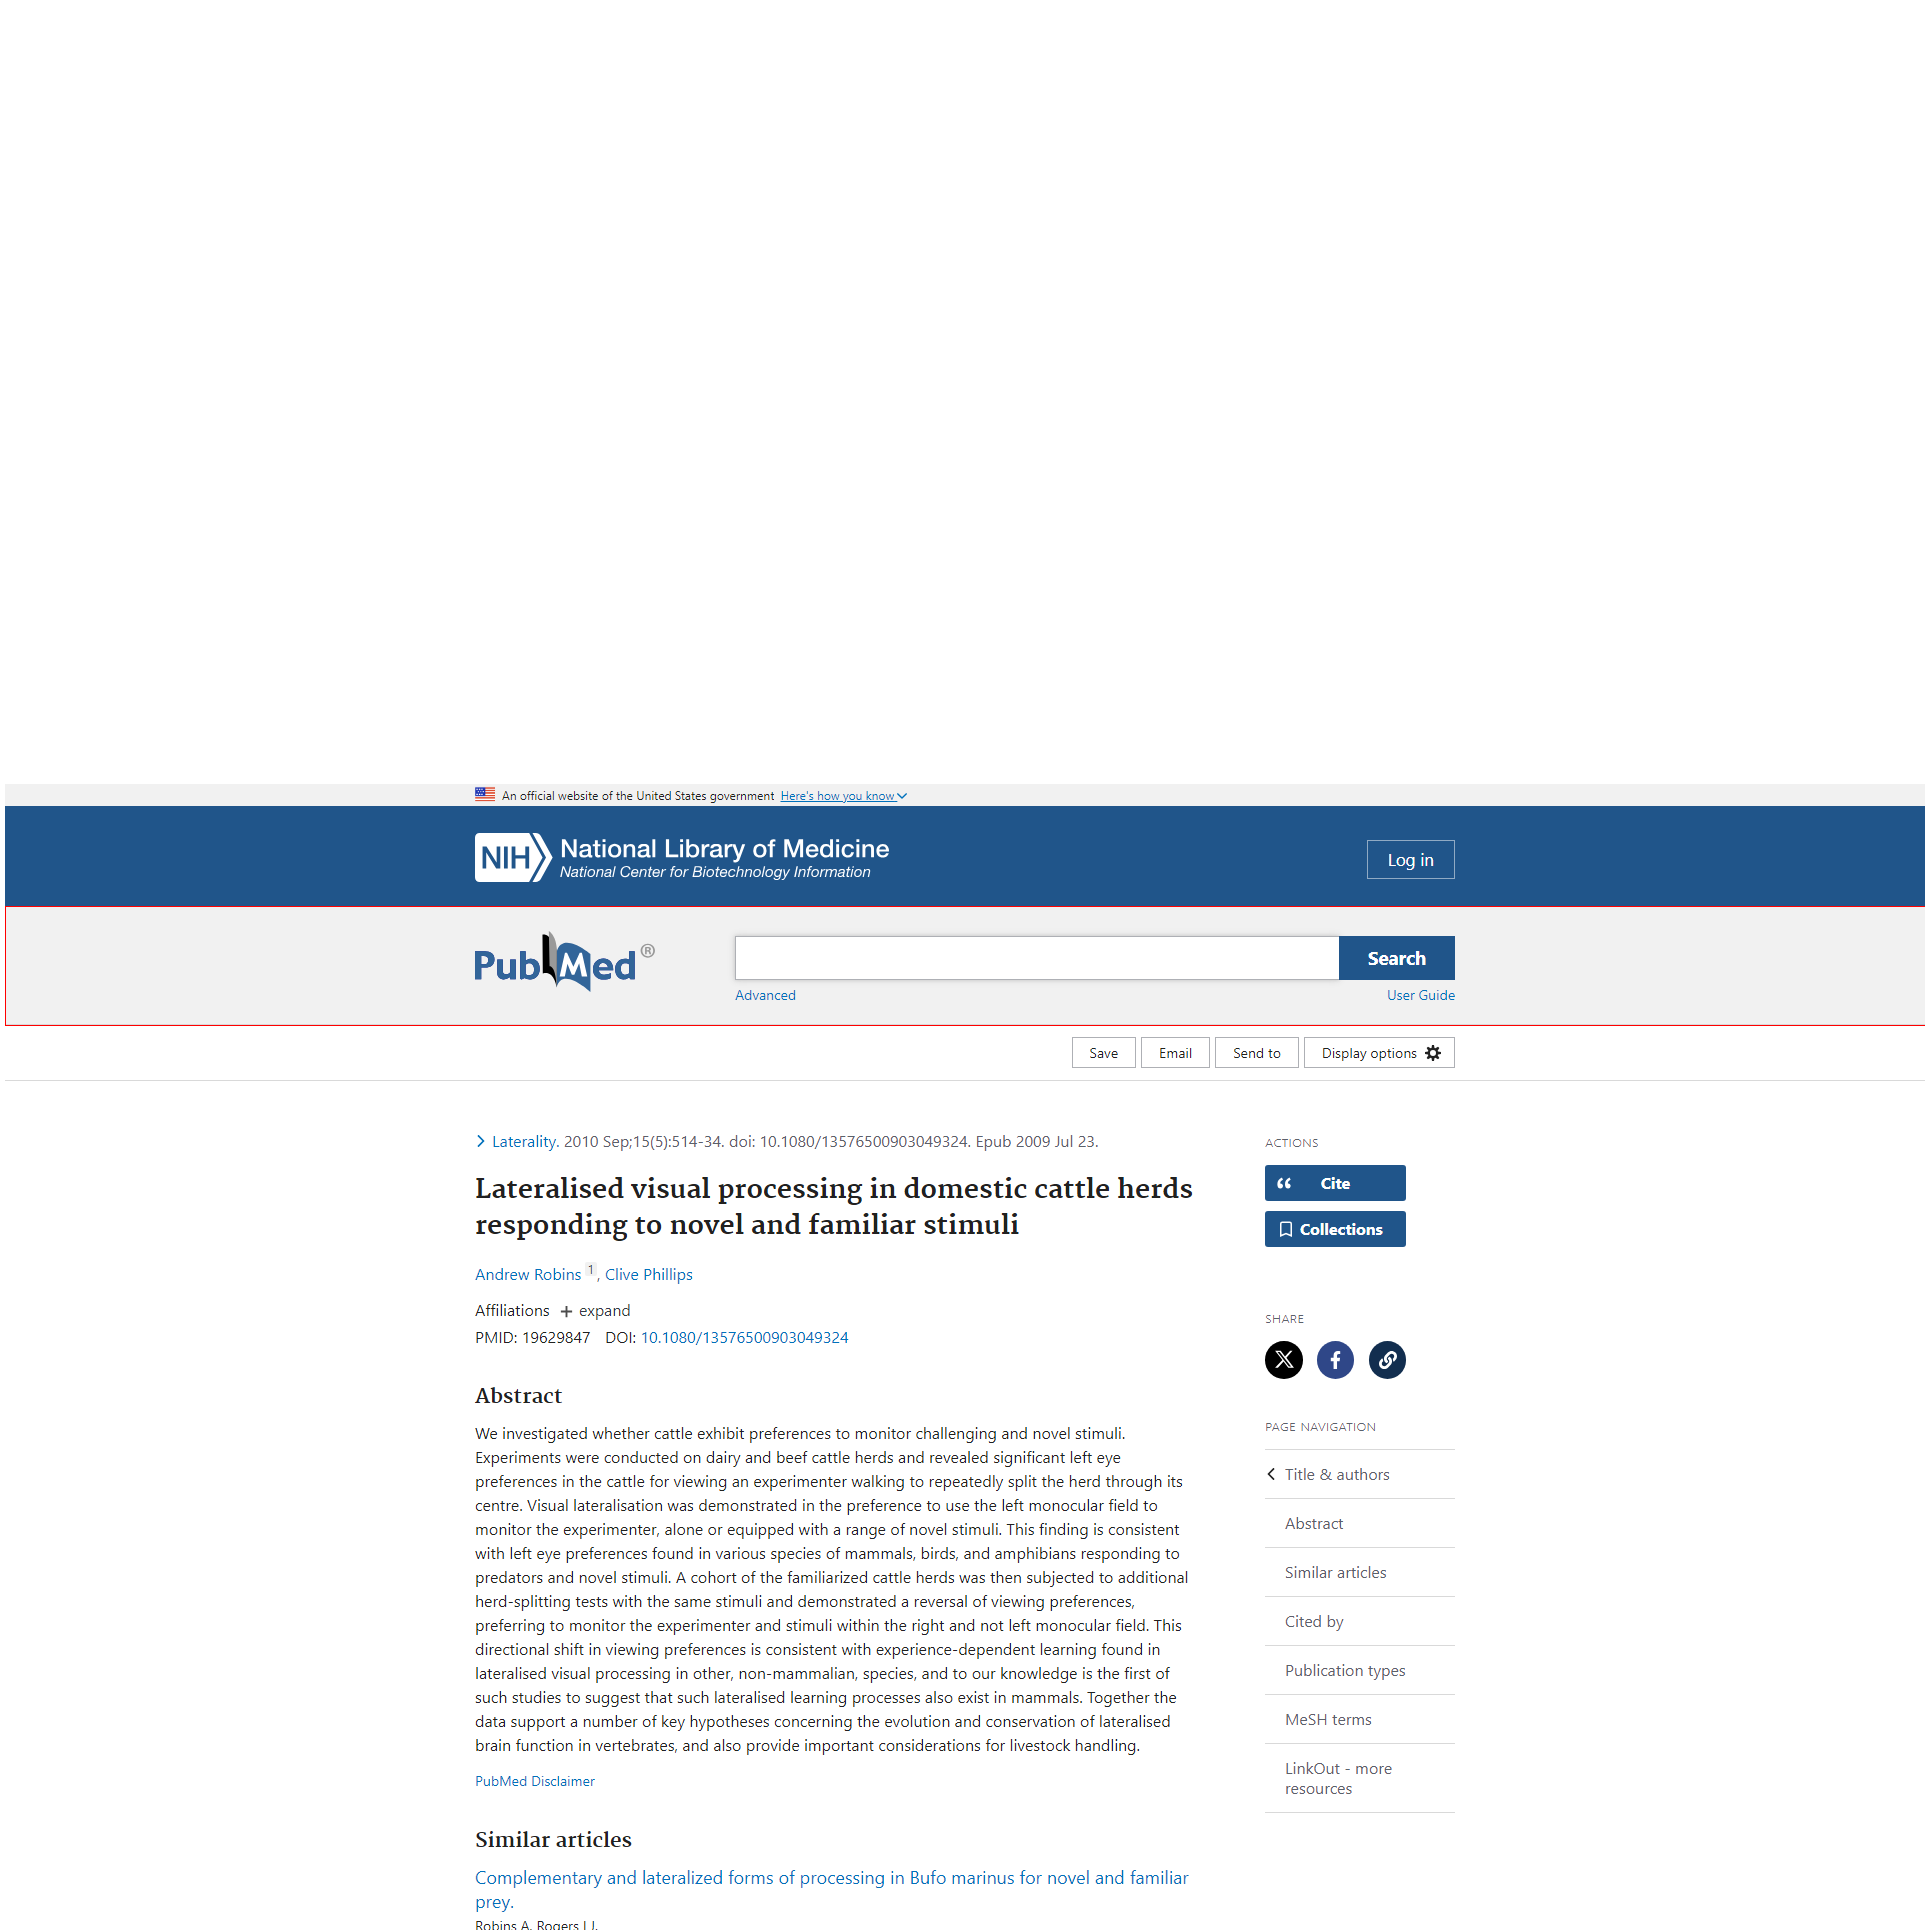 An official website of the United States government Here's how you know
NIH National Library of Medicine
National Center for Biotechnology Information
Log in
PubMed®
Search
Advanced
User Guide
Save
Email
Send to
Display options
Laterality. 2010 Sep;15(5):514-34. doi: 10.1080/13576500903049324. Epub 2009 Jul 23.
Lateralised visual processing in domestic cattle herds
responding to novel and familiar stimuli
Andrew Robins 1, Clive Phillips
Affiliations + expand
PMID: 19629847 DOI: 10.1080/13576500903049324
Abstract
We investigated whether cattle exhibit preferences to monitor challenging and novel stimuli.
Experiments were conducted on dairy and beef cattle herds and revealed significant left eye
preferences in the cattle for viewing an experimenter walking to repeatedly split the herd through its
centre. Visual lateralisation was demonstrated in the preference to use the left monocular field to
monitor the experimenter, alone or equipped with a range of novel stimuli. This finding is consistent
with left eye preferences found in various species of mammals, birds, and amphibians responding to
predators and novel stimuli. A cohort of the familiarized cattle herds was then subjected to additional
herd-splitting tests with the same stimuli and demonstrated a reversal of viewing preferences,
preferring to monitor the experimenter and stimuli within the right and not left monocular field. This
directional shift in viewing preferences is consistent with experience-dependent learning found in
lateralised visual processing in other, non-mammalian, species, and to our knowledge is the first of
such studies to suggest that such lateralised learning processes also exist in mammals. Together the
data support a number of key hypotheses concerning the evolution and conservation of lateralised
brain function in vertebrates, and also provide important considerations for livestock handling.
PubMed Disclaimer
Similar articles
Complementary and lateralized forms of processing in Bufo marinus for novel and familiar
prey.
Robins A, Rogers LJ.
ACTIONS
Cite
Collections
SHARE
PAGE NAVIGATION
Title & authors
Abstract
Similar articles
Cited by
Publication types
MeSH terms
LinkOut - more
resources